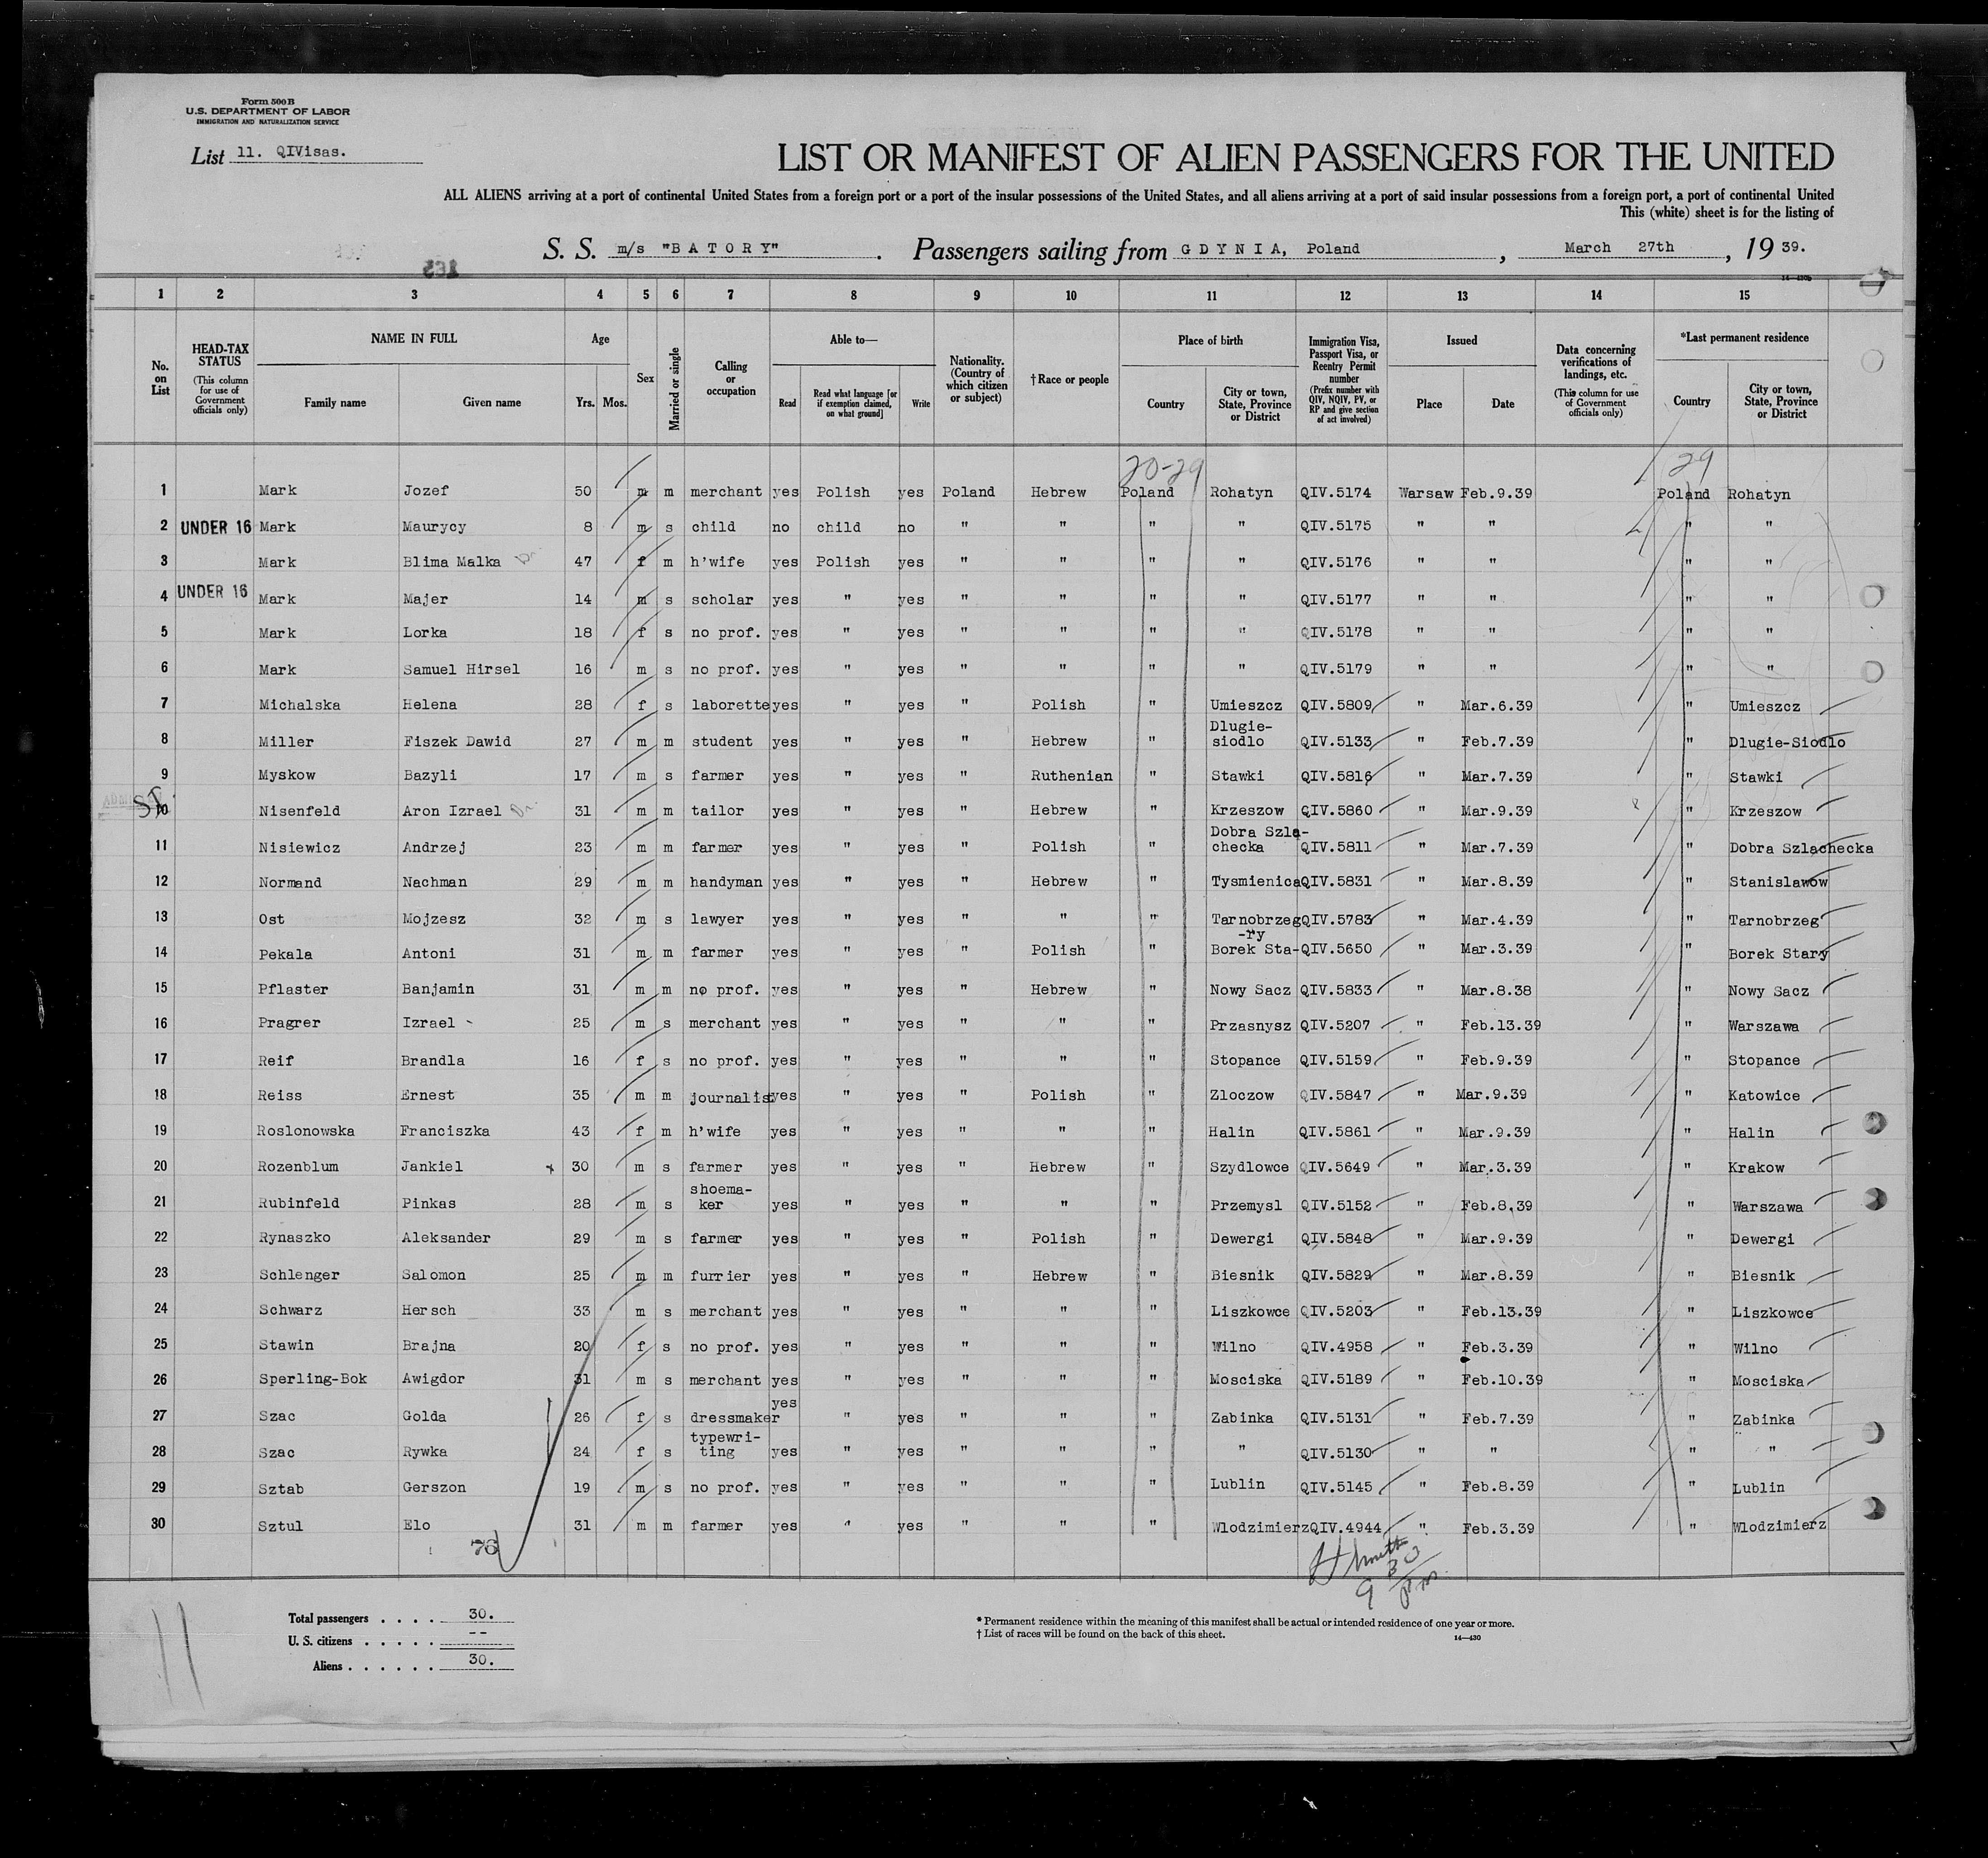 Form 500 B
U.S. DEPARTMENT OF LABOR
IMMIGRATION AND NATURALIZATION SERVICE
List 11. QIVisas.
LIST OR MANIFEST OF ALIEN PASSENGERS FOR THE UNITED
ALL ALIENS arriving at a port of continental United States from a foreign port or a port of the insular possessions of the United States, and all aliens arriving at a port of said insular possessions from a foreign port, a port of continental United
This (white) sheet is for the listing of
S. S. m/s "BATORY" . Passengers sailing from GDYNIA, Poland , March 27th , 1939.
14—430b
1 2 3 4 5 6 7 8 9 10 11 12 13 14 15
No. on List
HEAD-TAX STATUS (This column for use of Government officials only)
NAME IN FULL Family name Given name
Age Yrs. Mos.
Sex
Married or single
Calling or occupation
Able to— Read Read what language [or if exemption claimed, on what ground] Write
Nationality. (Country of which citizen or subject)
†Race or people
Place of birth Country City or town, State, Province or District
Immigration Visa, Passport Visa, or Reentry Permit number (Prefix number with QIV, NQIV, PV, or RP and give section of act involved)
Issued Place Date
Data concerning verifications of landings, etc. (This column for use of Government officials only)
*Last permanent residence Country City or town, State, Province or District
20-29 29
1 Mark Jozef 50 m m merchant yes Polish yes Poland Hebrew Poland Rohatyn QIV.5174 Warsaw Feb.9.39 Poland Rohatyn
2 UNDER 16 Mark Maurycy 8 m s child no child no " " " " QIV.5175 " " " "
3 Mark Blima Malka 47 f m h'wife yes Polish yes " " " " QIV.5176 " " " "
4 UNDER 16 Mark Majer 14 m s scholar yes " yes " " " " QIV.5177 " " " "
5 Mark Lorka 18 f s no prof. yes " yes " " " " QIV.5178 " " " "
6 Mark Samuel Hirsel 16 m s no prof. yes " yes " " " " QIV.5179 " " " "
7 Michalska Helena 28 f s laborette yes " yes " Polish " Umieszcz QIV.5809 " Mar.6.39 " Umieszcz
8 Miller Fiszek Dawid 27 m m student yes " yes " Hebrew " Dlugie-siodlo QIV.5133 " Feb.7.39 " Dlugie-Siodlo
9 Myskow Bazyli 17 m s farmer yes " yes " Ruthenian " Stawki QIV.5816 " Mar.7.39 " Stawki
10 Nisenfeld Aron Izrael 31 m m tailor yes " yes " Hebrew " Krzeszow QIV.5860 " Mar.9.39 " Krzeszow
11 Nisiewicz Andrzej 23 m m farmer yes " yes " Polish " Dobra Szla-checka QIV.5811 " Mar.7.39 " Dobra Szlachecka
12 Normand Nachman 29 m m handyman yes " yes " Hebrew " Tysmienica QIV.5831 " Mar.8.39 " Stanislawow
13 Ost Mojzesz 32 m s lawyer yes " yes " " " Tarnobrzeg QIV.5783 " Mar.4.39 " Tarnobrzeg
14 Pekala Antoni 31 m m farmer yes " yes " Polish " Borek Sta-ry QIV.5650 " Mar.3.39 " Borek Stary
15 Pflaster Banjamin 31 m m no prof. yes " yes " Hebrew " Nowy Sacz QIV.5833 " Mar.8.38 " Nowy Sacz
16 Pragrer Izrael 25 m s merchant yes " yes " " " Przasnysz QIV.5207 " Feb.13.39 " Warszawa
17 Reif Brandla 16 f s no prof. yes " yes " " " Stopance QIV.5159 " Feb.9.39 " Stopance
18 Reiss Ernest 35 m m journalist yes " yes " Polish " Zloczow QIV.5847 " Mar.9.39 " Katowice
19 Roslonowska Franciszka 43 f m h'wife yes " yes " " " Halin QIV.5861 " Mar.9.39 " Halin
20 Rozenblum Jankiel x 30 m s farmer yes " yes " Hebrew " Szydlowce QIV.5649 " Mar.3.39 " Krakow
21 Rubinfeld Pinkas 28 m s shoema-ker yes " yes " " " Przemysl QIV.5152 " Feb.8.39 " Warszawa
22 Rynaszko Aleksander 29 m s farmer yes " yes " Polish " Dewergi QIV.5848 " Mar.9.39 " Dewergi
23 Schlenger Salomon 25 m m furrier yes " yes " Hebrew " Biesnik QIV.5829 " Mar.8.39 " Biesnik
24 Schwarz Hersch 33 m s merchant yes " yes " " " Liszkowce QIV.5203 " Feb.13.39 " Liszkowce
25 Stawin Brajna 20 f s no prof. yes " yes " " " Wilno QIV.4958 " Feb.3.39 " Wilno
26 Sperling-Bok Awigdor 31 m s merchant yes " yes " " " Mosciska QIV.5189 " Feb.10.39 " Mosciska
27 Szac Golda 26 f s dressmaker yes " yes " " " Zabinka QIV.5131 " Feb.7.39 " Zabinka
28 Szac Rywka 24 f s typewri-ting yes " yes " " " " QIV.5130 " " " "
29 Sztab Gerszon 19 m s no prof. yes " yes " " " Lublin QIV.5145 " Feb.8.39 " Lublin
30 Sztul Elo 31 m m farmer yes " yes " " " Wlodzimierz QIV.4944 " Feb.3.39 " Wlodzimierz
76
9 30 Pm
11
Total passengers . . . . 30.
U. S. citizens . . . . . --
Aliens . . . . . . 30.
* Permanent residence within the meaning of this manifest shall be actual or intended residence of one year or more.
† List of races will be found on the back of this sheet.
14—430